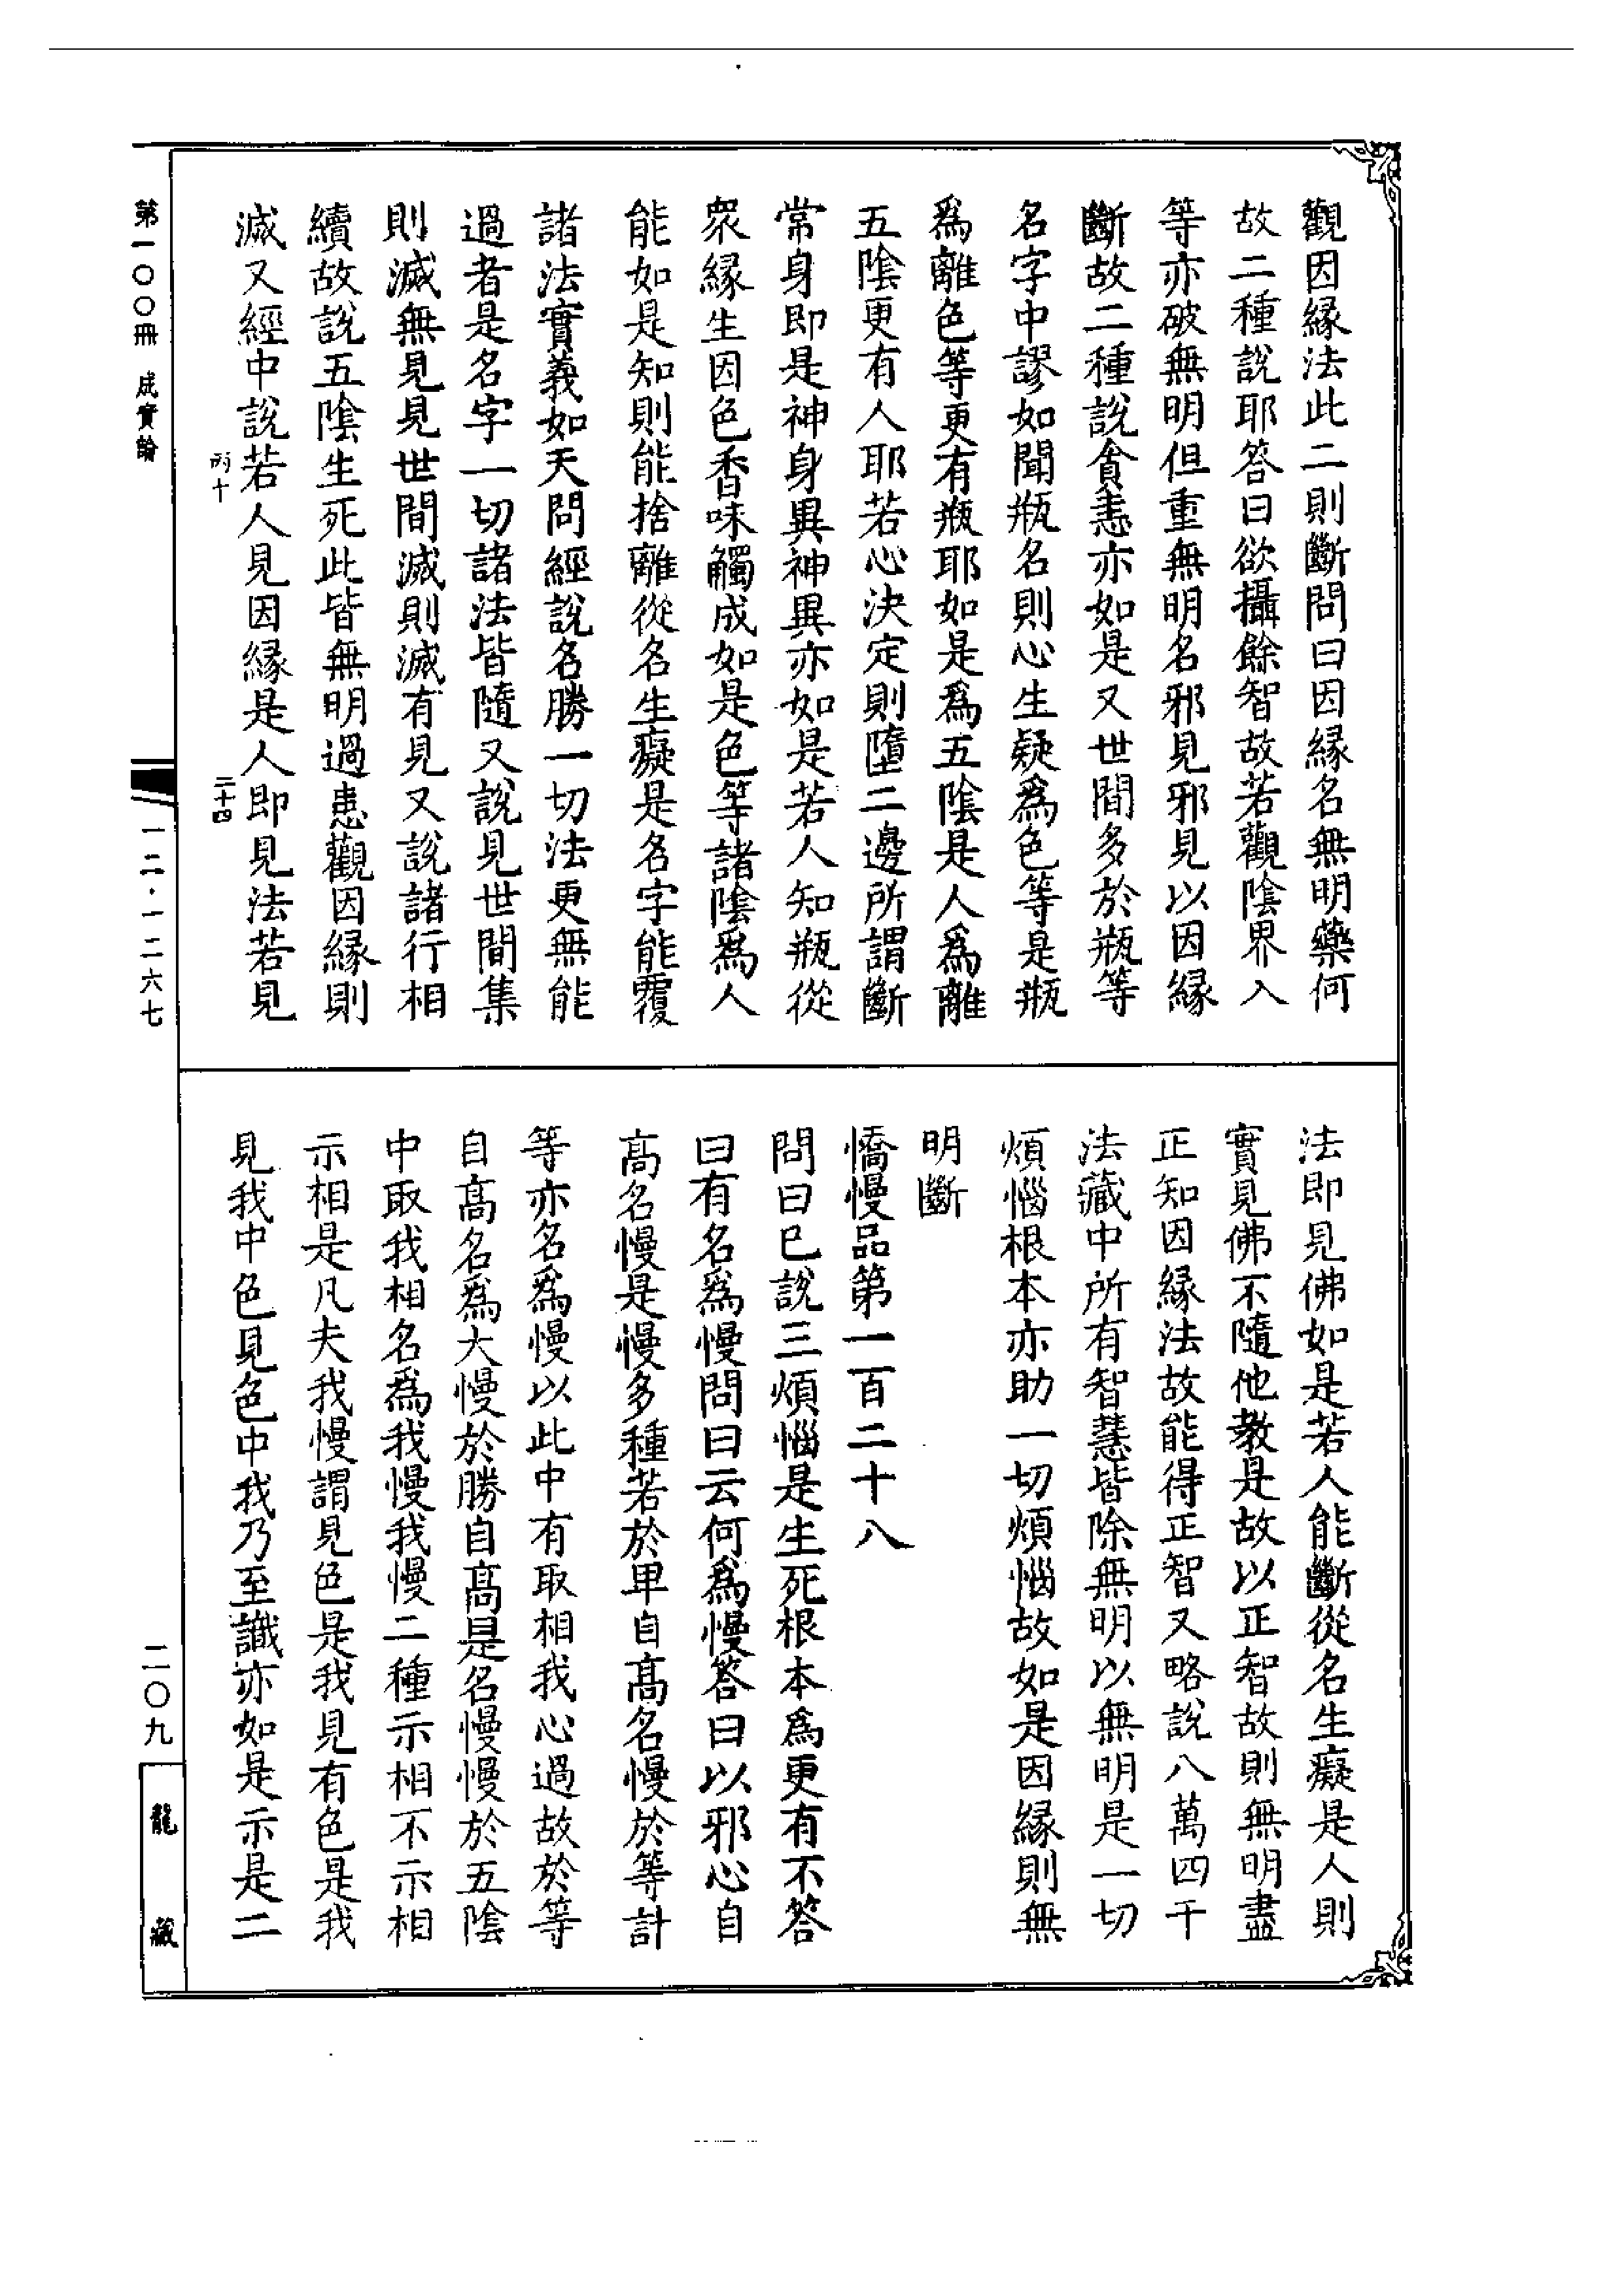 觀因緣法此二則斷問曰因緣名無明藥何
故二種說耶答曰欲攝餘智故若觀陰界入
等亦破無明但重無明名邪見邪見以因緣
斷故二種說貪恚亦如是又世間多於瓶等
名字中謬如聞瓶名則心生疑爲色等是瓶
爲離色等更有瓶耶如是爲五陰是人爲離
五陰更有人耶若心決定則墮二邊所謂斷
常身即是神身異神異亦如是若人知瓶從
眾緣生因色香味觸成如是色等諸陰爲人
能如是知則能捨離從名生癡是名字能覆
諸法實義如天問經說名勝一切法更無能
過者是名字一切諸法皆隨又說見世間集
則滅無見見世間滅則滅有見又說諸行相
續故說五陰生死此皆無明過患觀因緣則
滅又經中說若人見因緣是人即見法若見
法即見佛如是若人能斷從名生癡是人則
實見佛不隨他教是故以正智故則無明盡
正知因緣法故能得正智又略說八萬四千
法藏中所有智慧皆除無明以無明是一切
煩惱根本亦助一切煩惱故如是因緣則無
明斷
憍慢品第一百二十八
問曰已說三煩惱是生死根本爲更有不答
曰有名爲慢問曰云何爲慢答曰以邪心自
高名慢是慢多種若於卑自高名慢於等計
等亦名爲慢以此中有取相我心過故於等
自高名爲大慢於勝自高是名慢慢於五陰
中取我相名爲我慢我慢二種示相不示相
示相是凡夫我慢謂見色是我見有色是我
見我中色見色中我乃至識亦如是示是二
第一〇〇冊 成實論
丙十
二十四
一二·一二六七
二〇九
龍藏